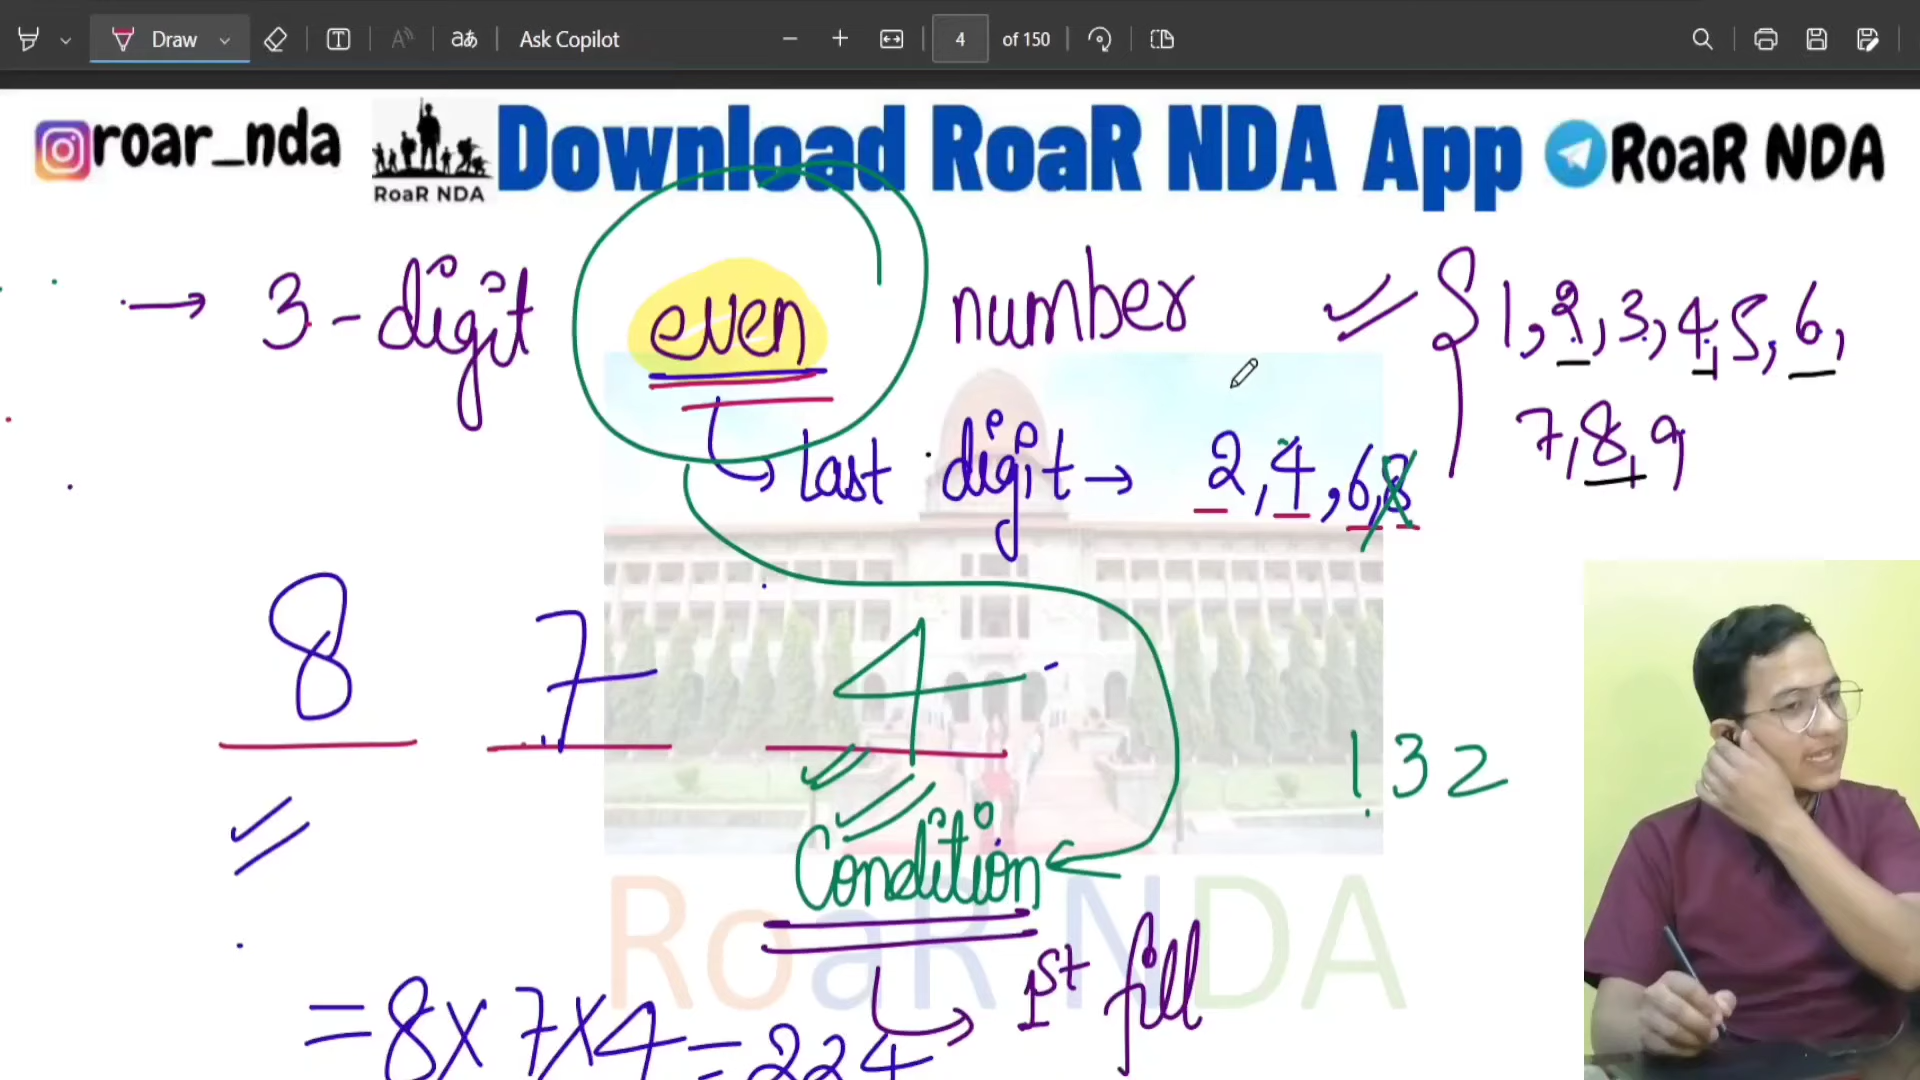 Draw Ask Copilot 4 of 150
roar_nda RoaR NDA Download RoaR NDA App RoaR NDA
→ 3-digit even number {1,2,3,4,5,6,
7,8,9
last digit → 2,4,6,8
8 7 4
132
Condition
1st fill
= 8×7×4 = 224
RoaR NDA